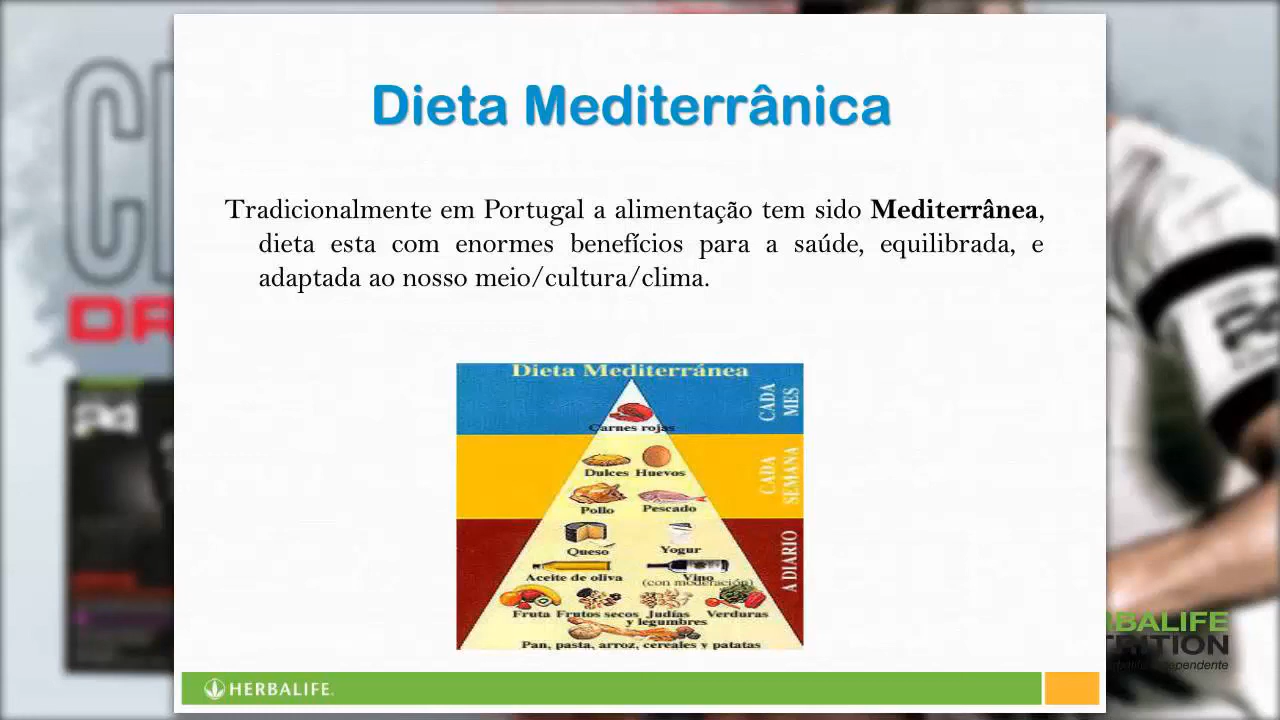 Dieta Mediterrânica
Tradicionalmente em Portugal a alimentação tem sido Mediterrânea,
dieta esta com enormes benefícios para a saúde, equilibrada, e
adaptada ao nosso meio/cultura/clima.
Dieta Mediterránea
CADA
MES
Carnes rojas
CADA
SEMANA
Dulces Huevos
Pollo Pescado
A DIARIO
Queso Yogur
Aceite de oliva Vino
(con moderación)
Fruta Frutos secos Judías Verduras
y legumbres
Pan, pasta, arroz, cereales y patatas
HERBALIFE